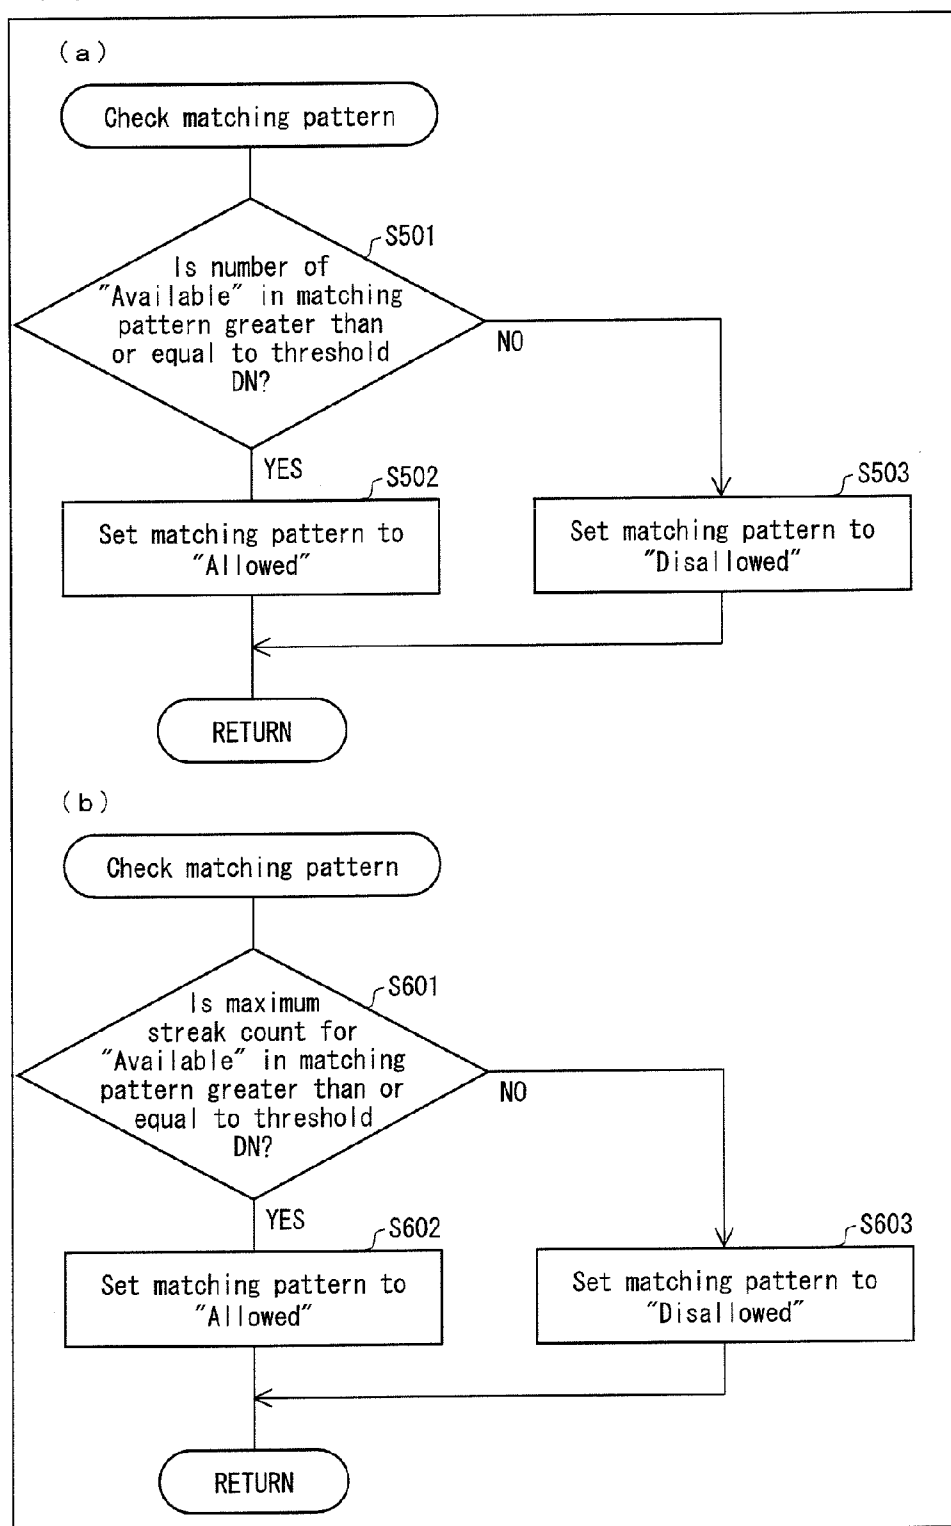 (a)
Check matching pattern
S501
Is number of
"Available" in matching
pattern greater than
or equal to threshold
DN?
NO
YES
S502
S503
Set matching pattern to
"Allowed"
Set matching pattern to
"Disallowed"
RETURN
(b)
Check matching pattern
S601
Is maximum
streak count for
"Available" in matching
pattern greater than or
equal to threshold
DN?
NO
YES
S602
S603
Set matching pattern to
"Allowed"
Set matching pattern to
"Disallowed"
RETURN